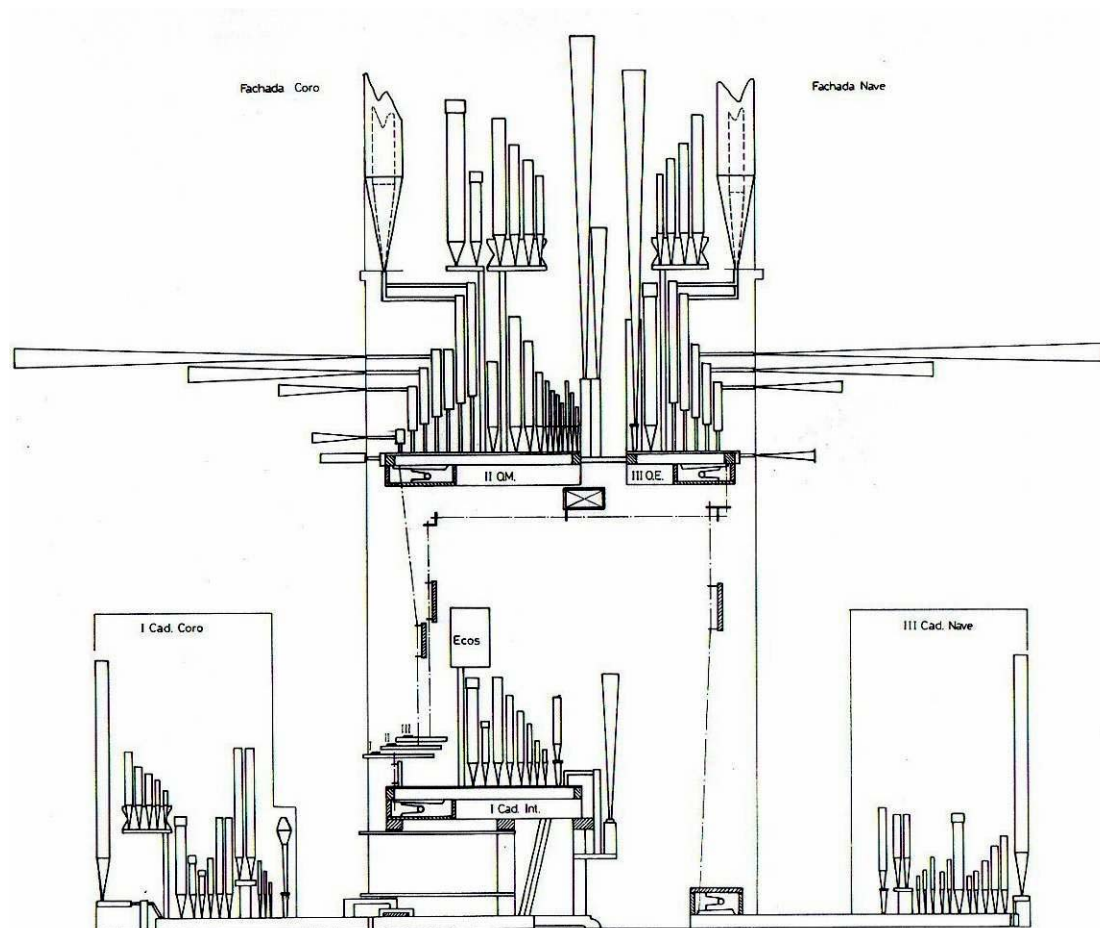 Fachada Coro
Fachada Nave
II O.M.
III O.E.
I Cad. Coro
III Cad. Nave
Ecos
III
II
I
I Cad. Int.